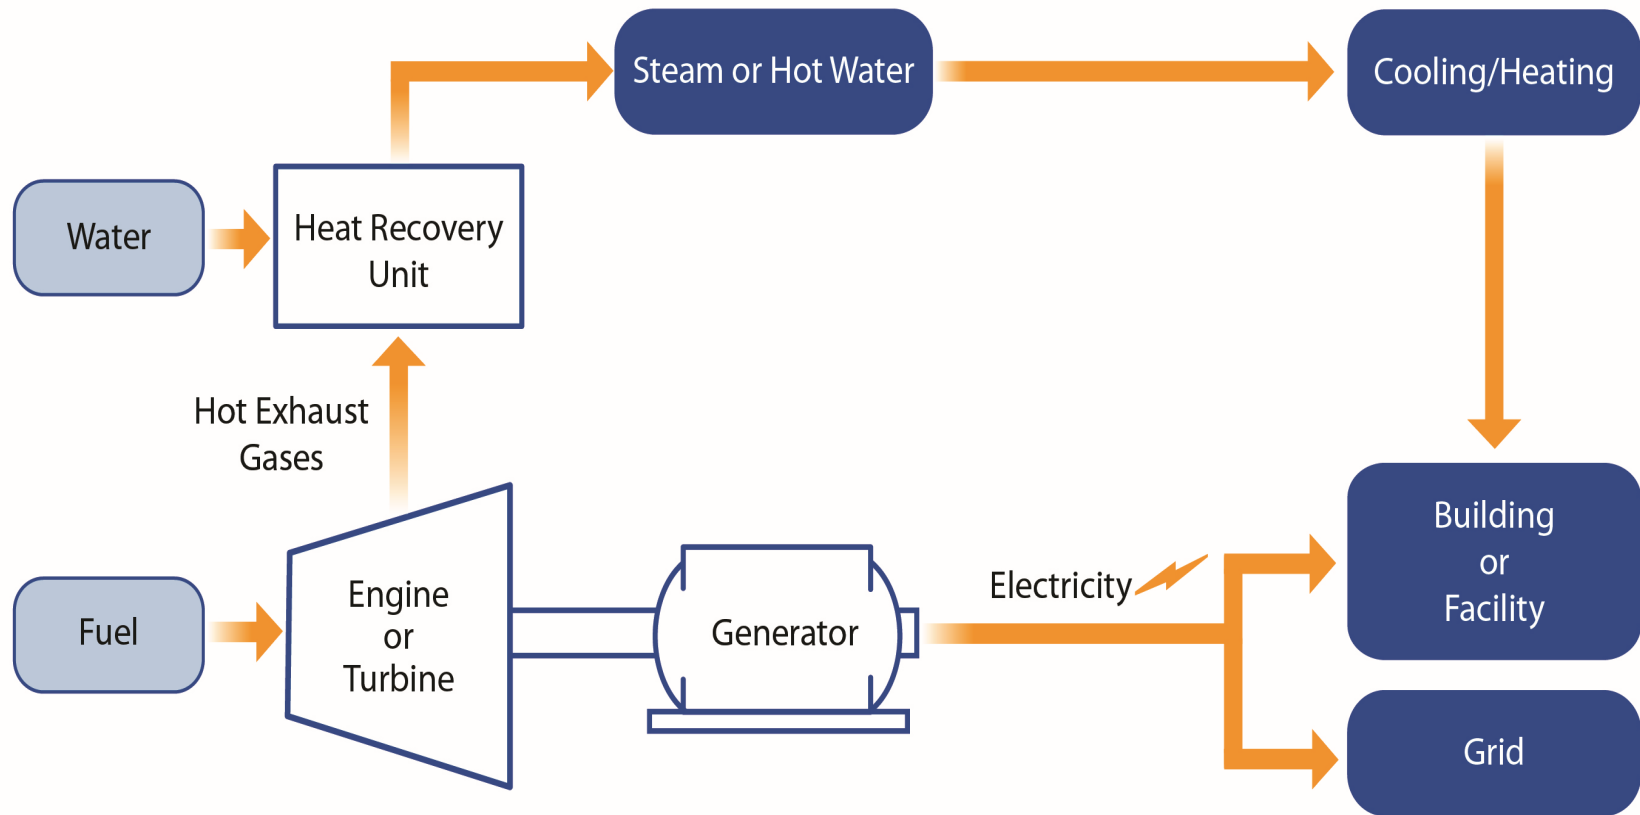 Steam or Hot Water
Cooling/Heating
Water
Heat Recovery
Unit
Hot Exhaust
Gases
Fuel
Engine
or
Turbine
Generator
Electricity
Building
or
Facility
Grid